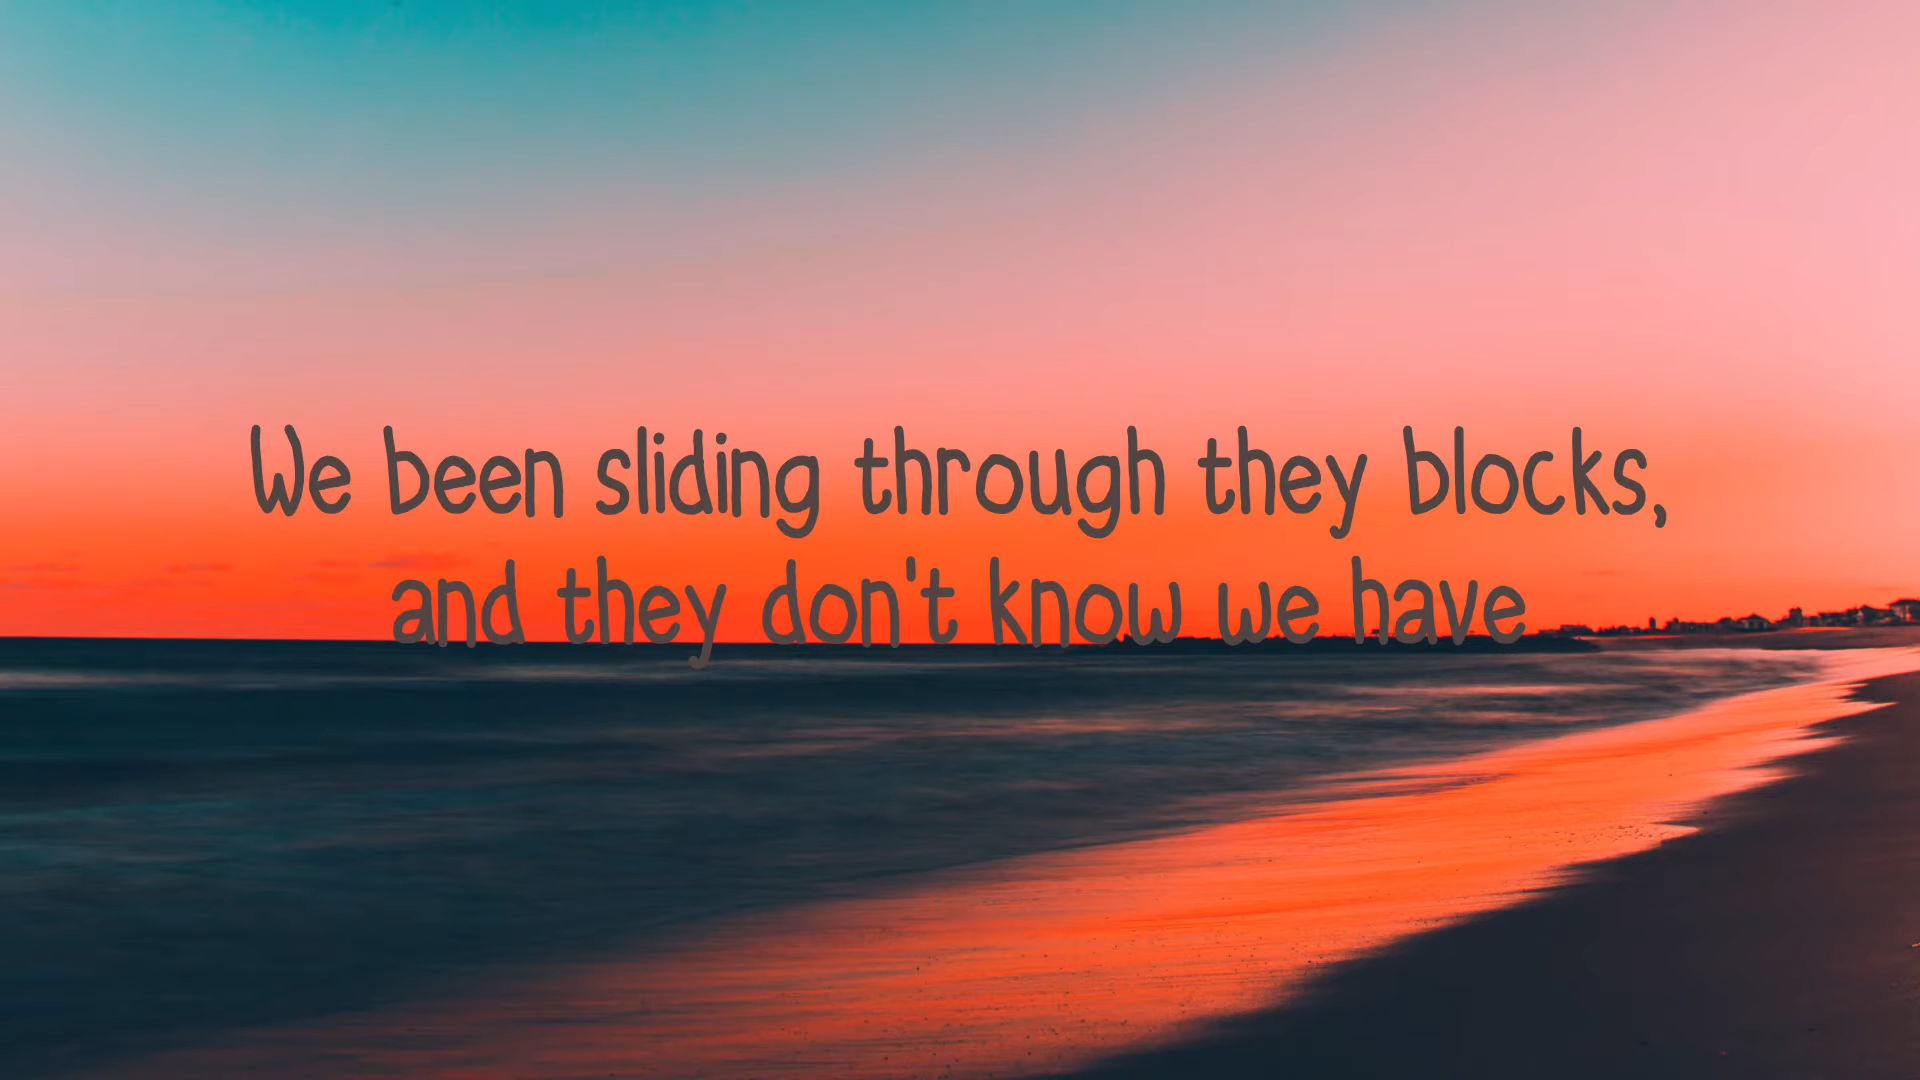 We been sliding through they blocks,
and they don't know we have